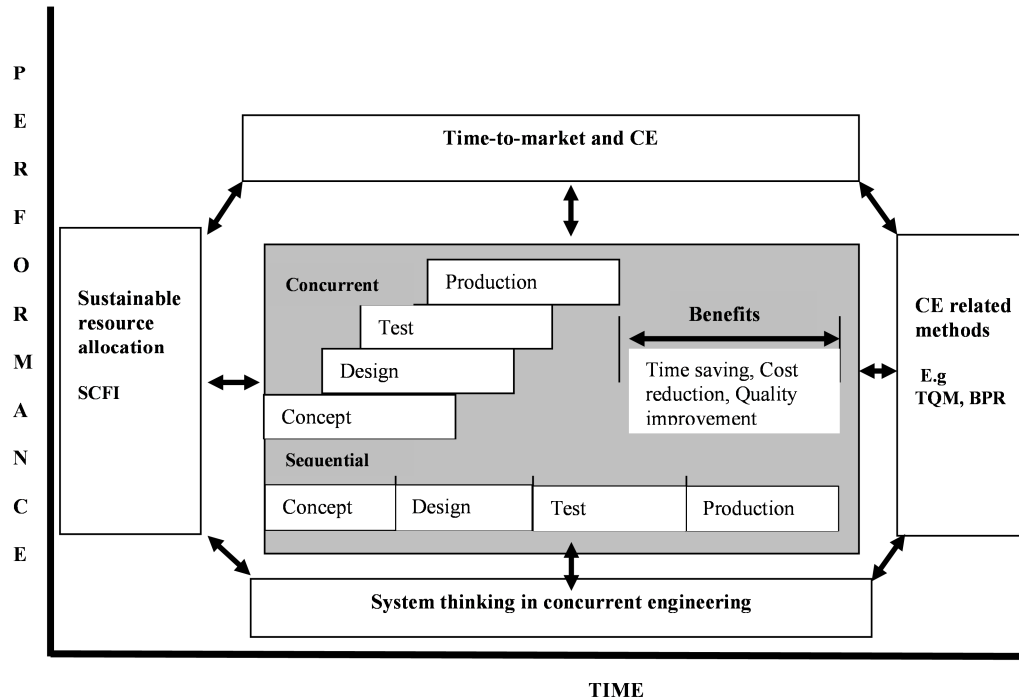 P
E
R
F
O
R
M
A
N
C
E
Time-to-market and CE
Sustainable
resource
allocation
SCFI
Concurrent
Production
Test
Design
Concept
Benefits
Time saving, Cost
reduction, Quality
improvement
Sequential
Concept
Design
Test
Production
CE related
methods
E.g
TQM, BPR
System thinking in concurrent engineering
TIME